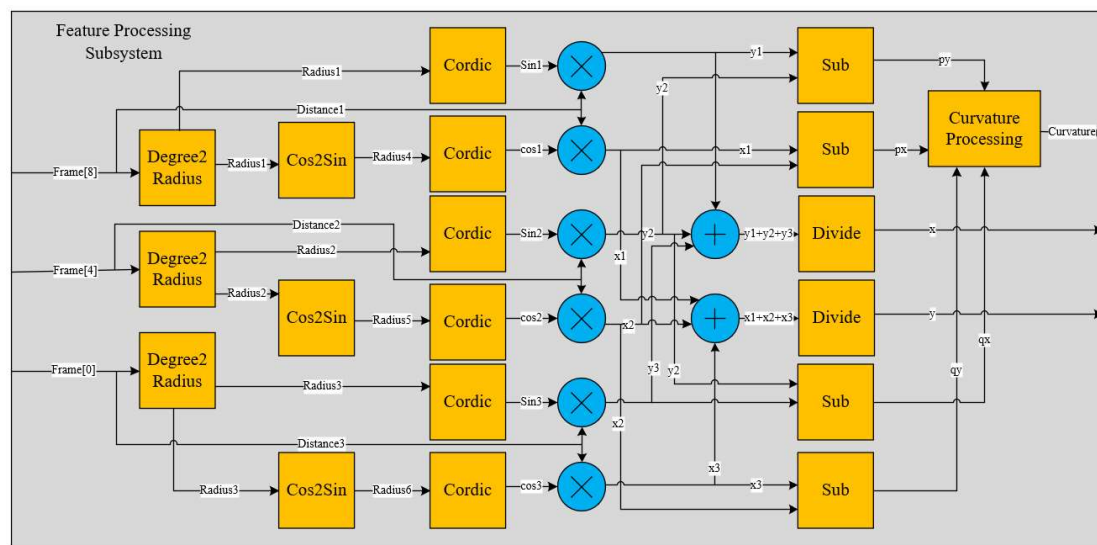 Feature Processing
Subsystem
Radius1
Cordic
Sin1
y1
Sub
py
y2
Distance1
Frame[8]
Degree2
Radius
Radius1
Cos2Sin
Radius4
Cordic
cos1
x1
Sub
px
Curvature
Processing
Curvature
Distance2
Radius2
Cordic
Sin2
y2
y1+y2+y3
Divide
x
Frame[4]
Degree2
Radius
Radius2
x1
Cos2Sin
Radius5
Cordic
cos2
x2
x1+x2+x3
Divide
y
Frame[0]
Degree2
Radius
y3
y2
qy
qx
Radius3
Cordic
Sin3
Sub
Distance3
x2
x3
Radius3
Cos2Sin
Radius6
Cordic
cos3
x3
Sub